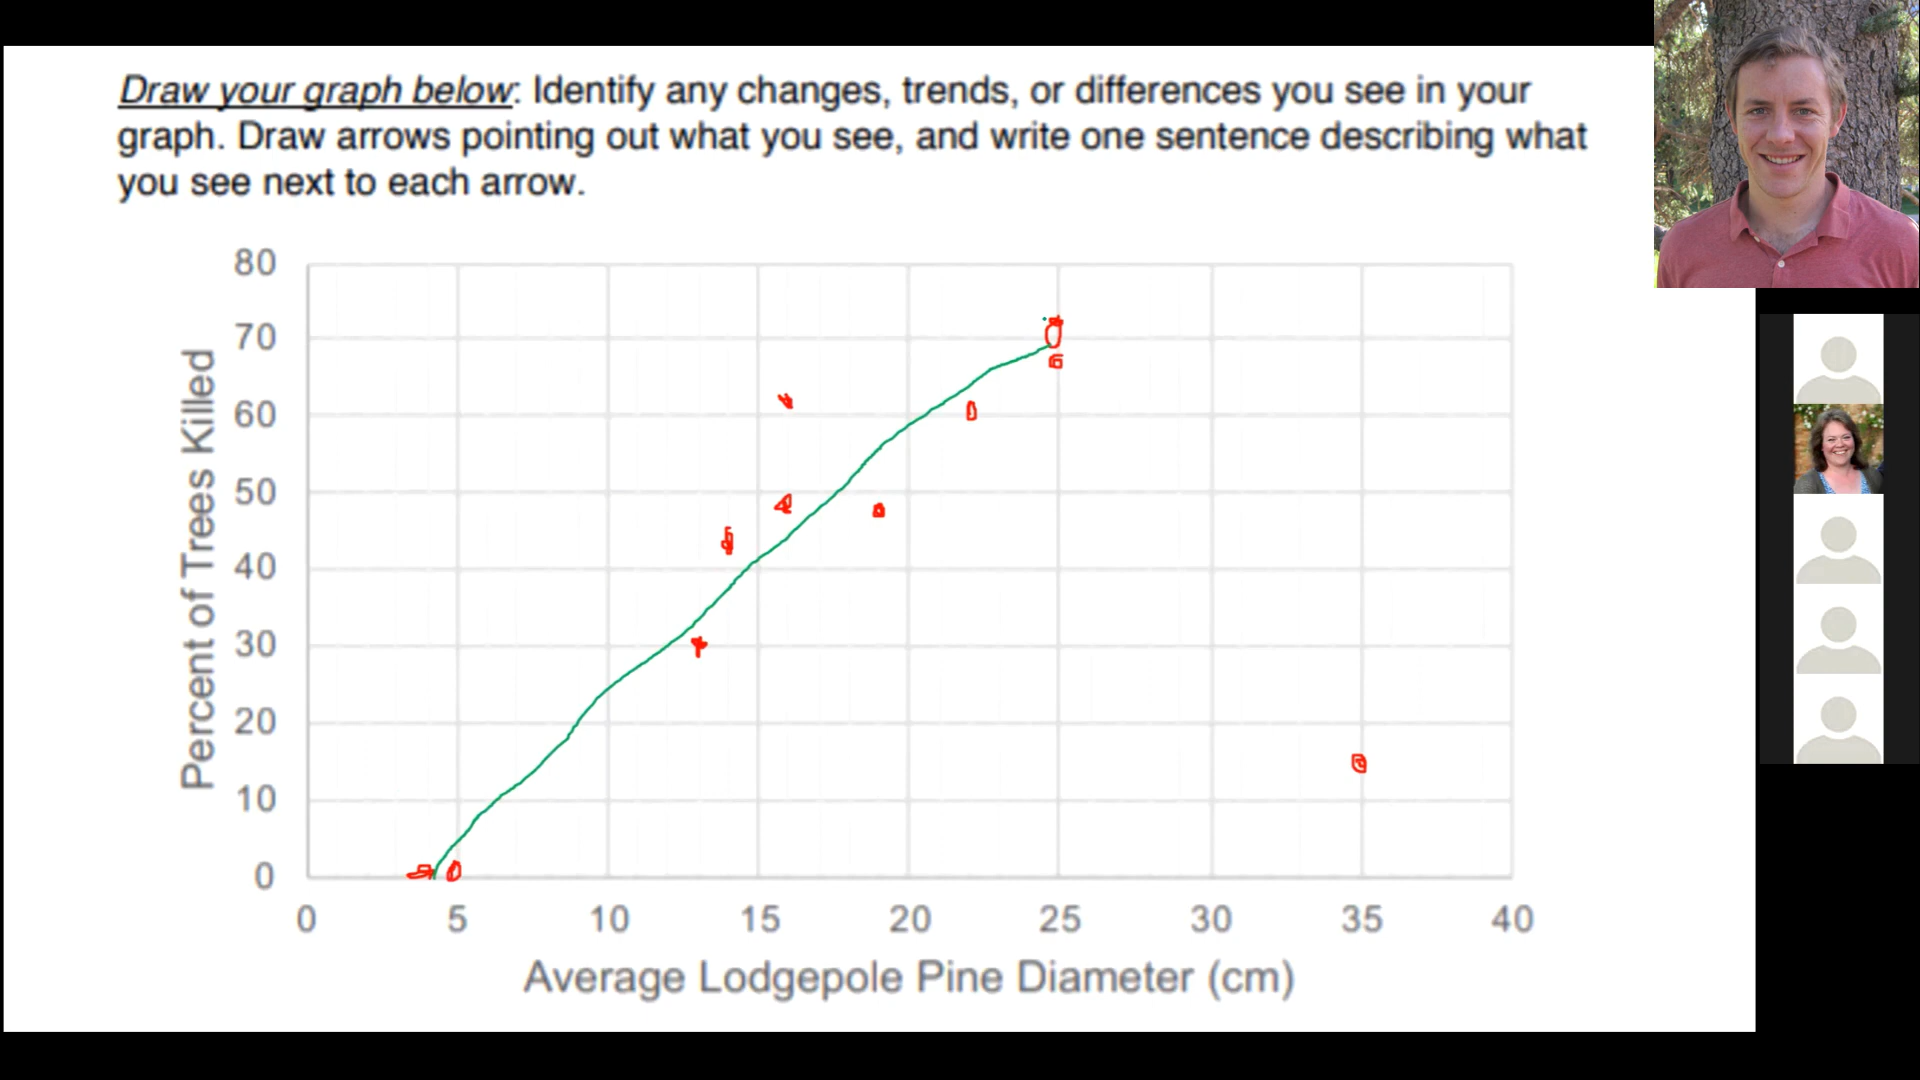 Draw your graph below: Identify any changes, trends, or differences you see in your
graph. Draw arrows pointing out what you see, and write one sentence describing what
you see next to each arrow.
80
70
60
50
40
30
20
10
0
Percent of Trees Killed
0 5 10 15 20 25 30 35 40
Average Lodgepole Pine Diameter (cm)